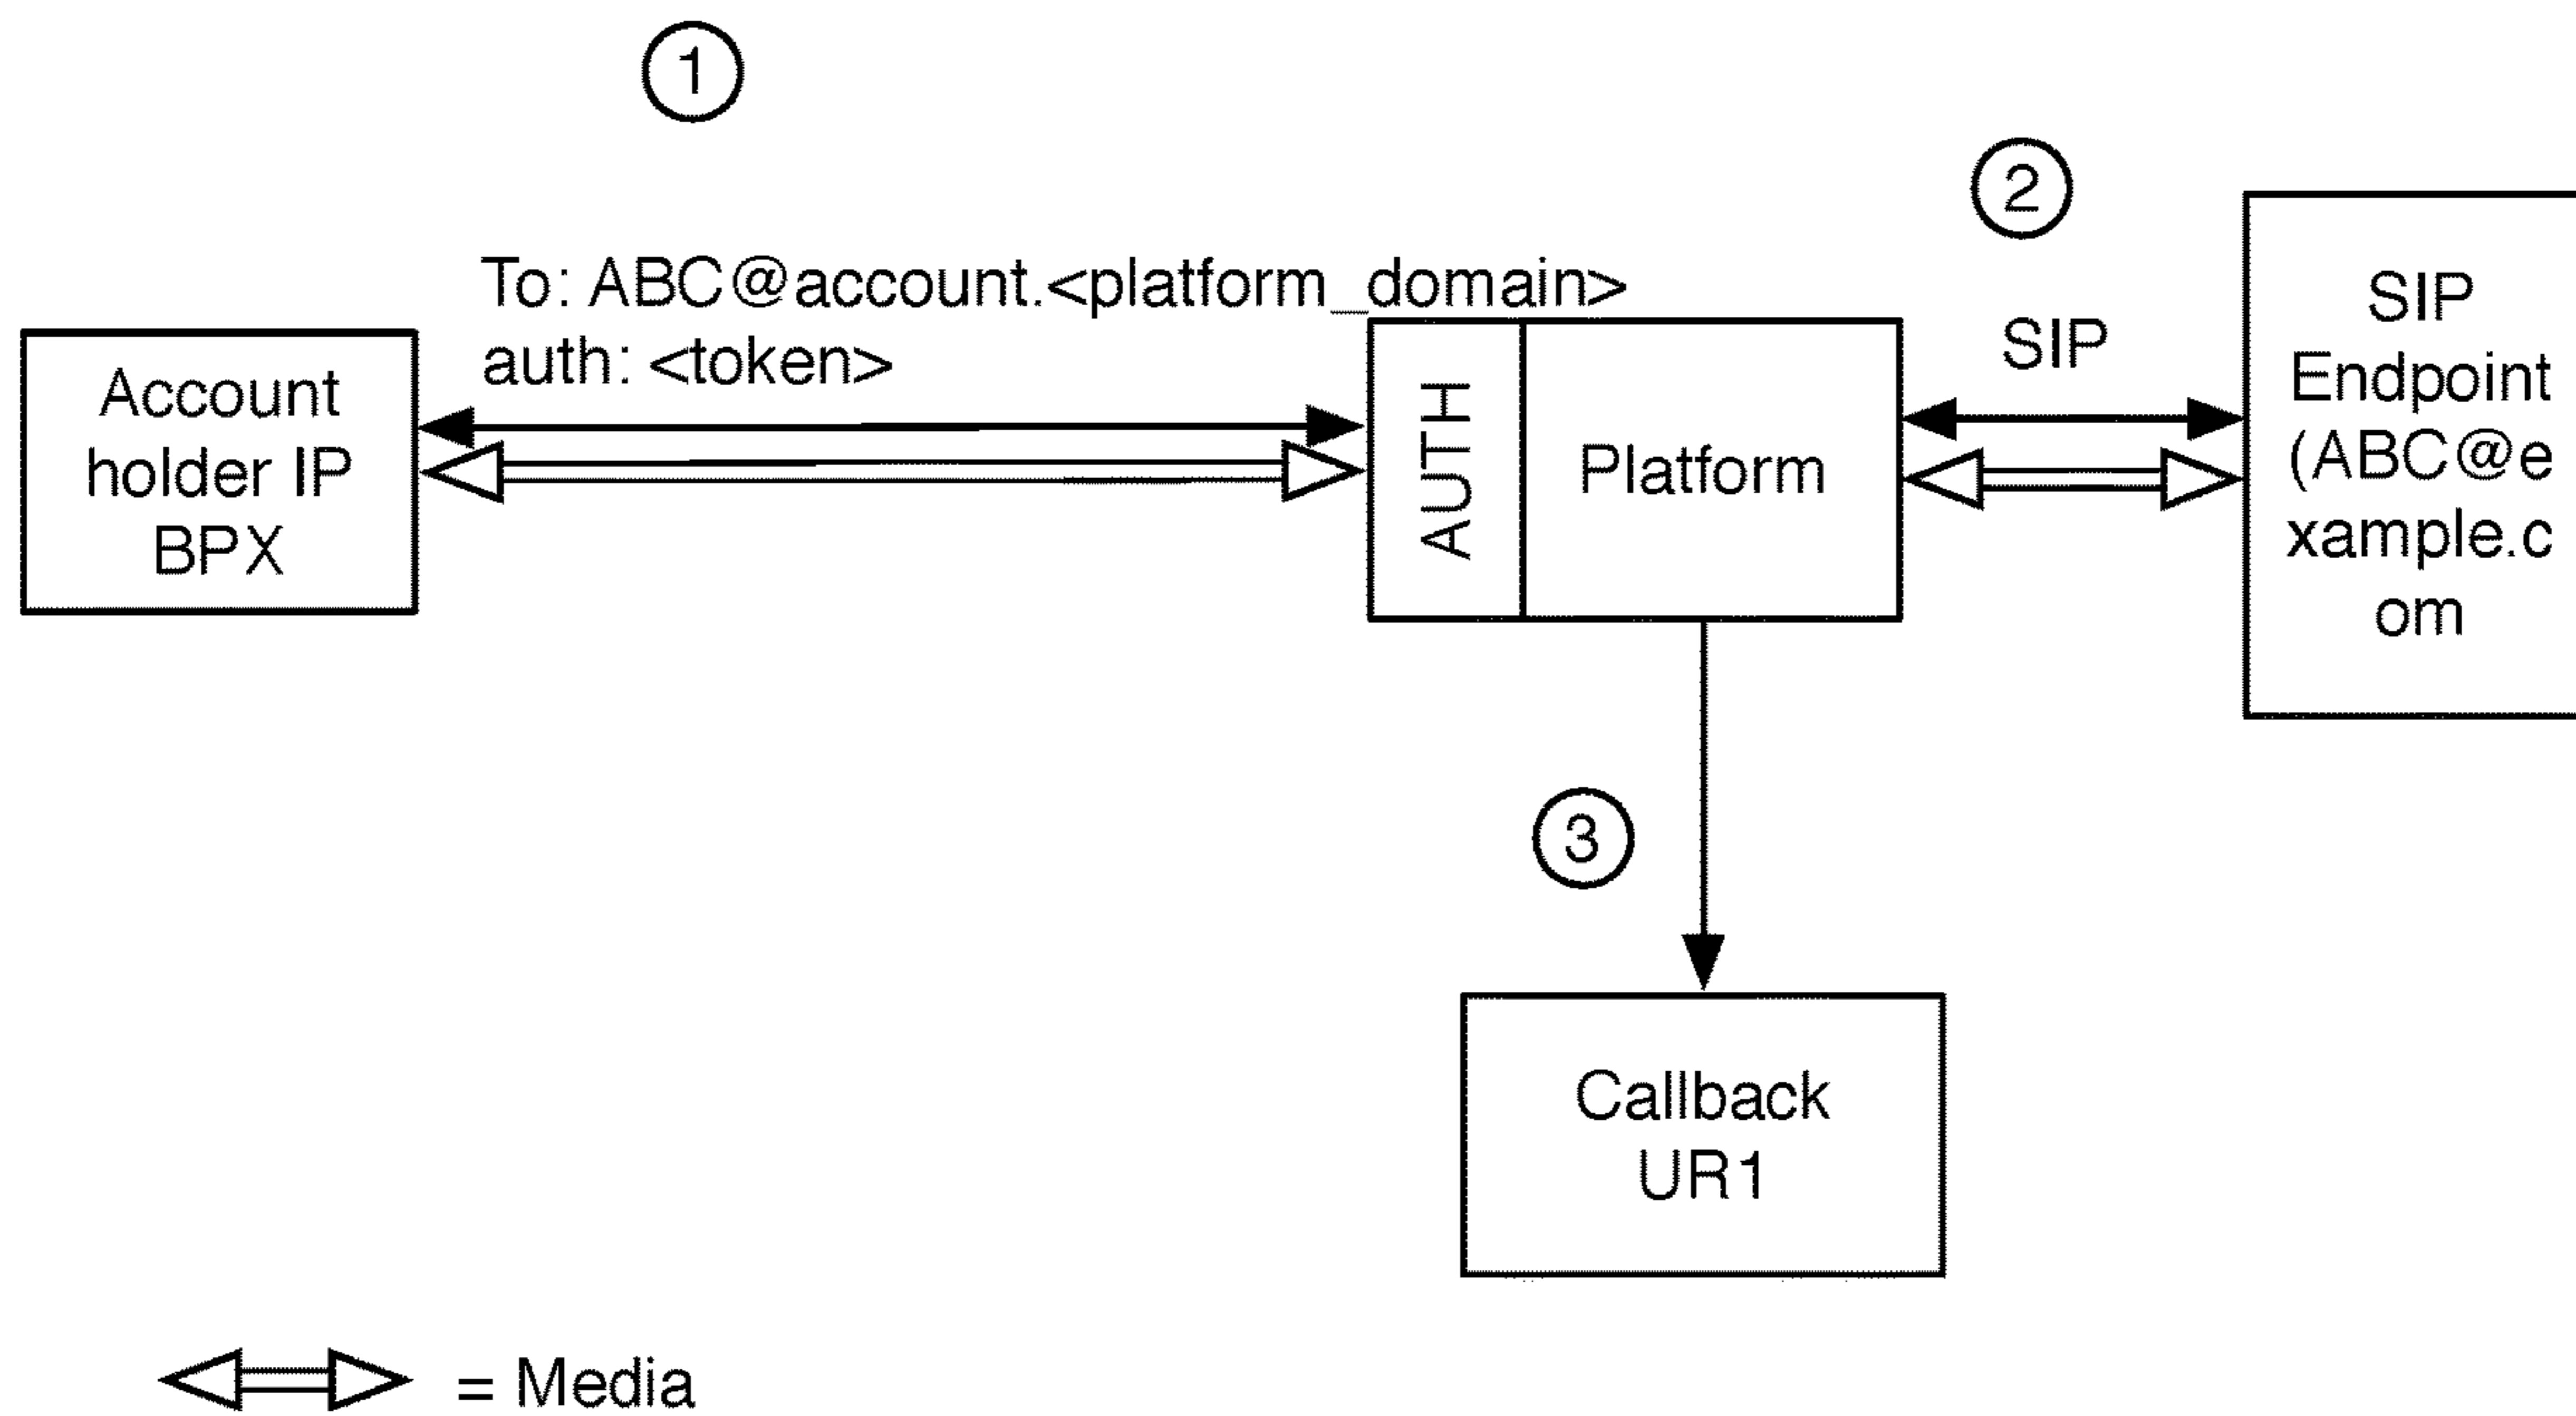 1
2
To: ABC@account.<platform_domain>
auth: <token>
Account
holder IP
BPX
AUTH
Platform
SIP
SIP
Endpoint
(ABC@e
xample.c
om
3
Callback
UR1
= Media